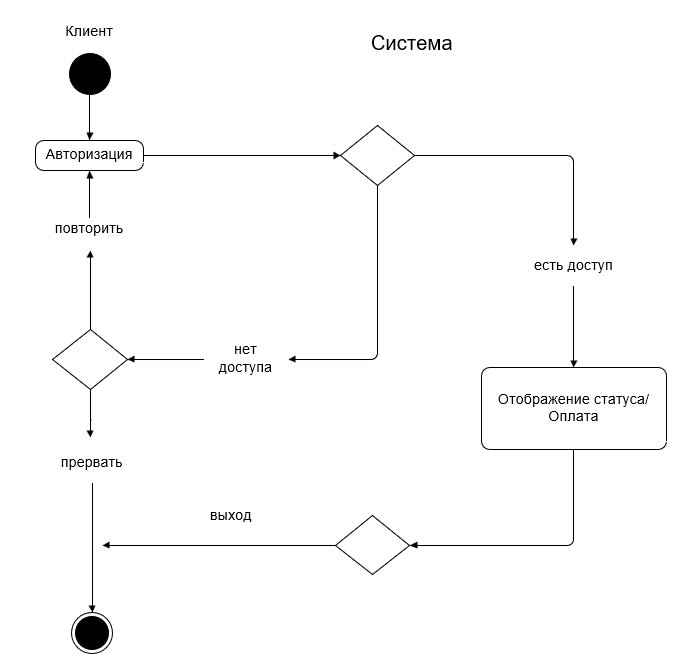 Клиент
Система
Авторизация
повторить
есть доступ
нет
доступа
Отображение статуса/
Оплата
прервать
выход